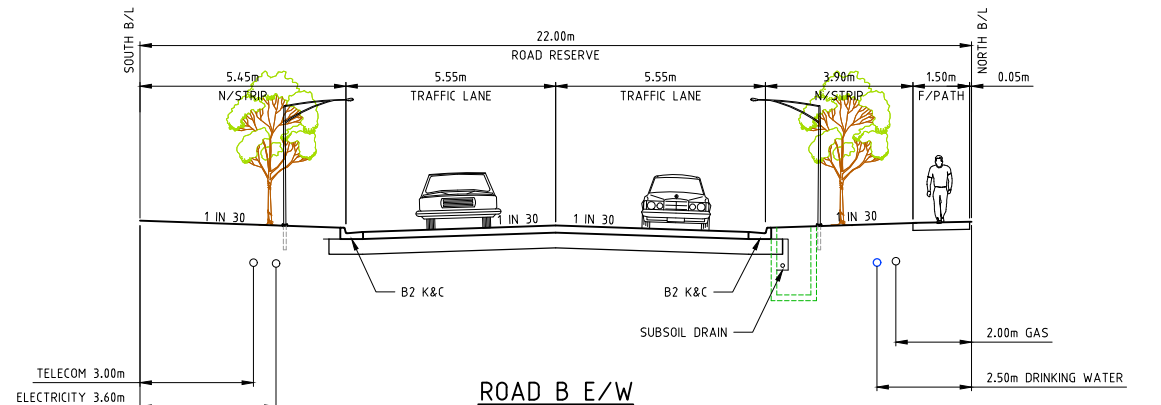 SOUTH B/L
NORTH B/L
22.00m
ROAD RESERVE
5.45m
5.55m
5.55m
3.90m
1.50m
0.05m
N/STRIP
TRAFFIC LANE
TRAFFIC LANE
N/STRIP
F/PATH
1 IN 30
1 IN 30
1 IN 30
1 IN 30
B2 K&C
B2 K&C
SUBSOIL DRAIN
2.00m GAS
TELECOM 3.00m
2.50m DRINKING WATER
ELECTRICITY 3.60m
ROAD B E/W